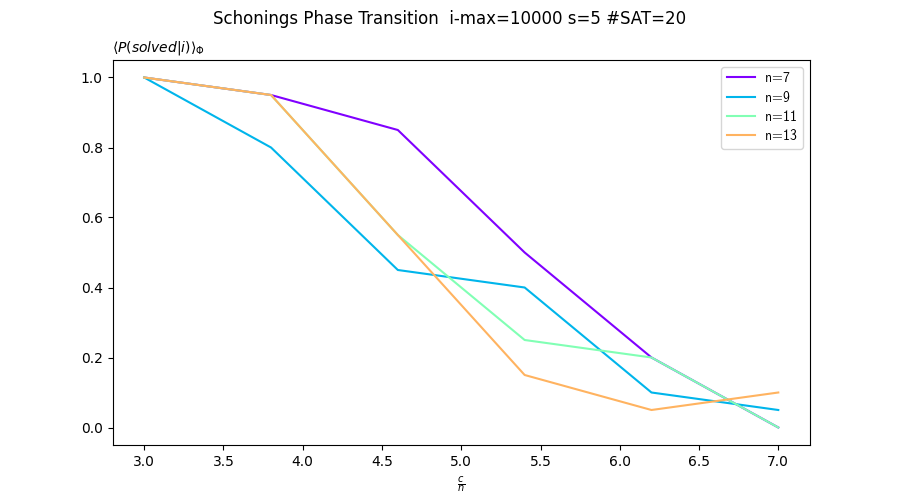 Schonings Phase Transition  i-max=10000 s=5 #SAT=20
⟨P(solved|i)⟩Φ
1.0
0.8
0.6
0.4
0.2
0.0
n=7
n=9
n=11
n=13
3.0 3.5 4.0 4.5 5.0 5.5 6.0 6.5 7.0
c/n